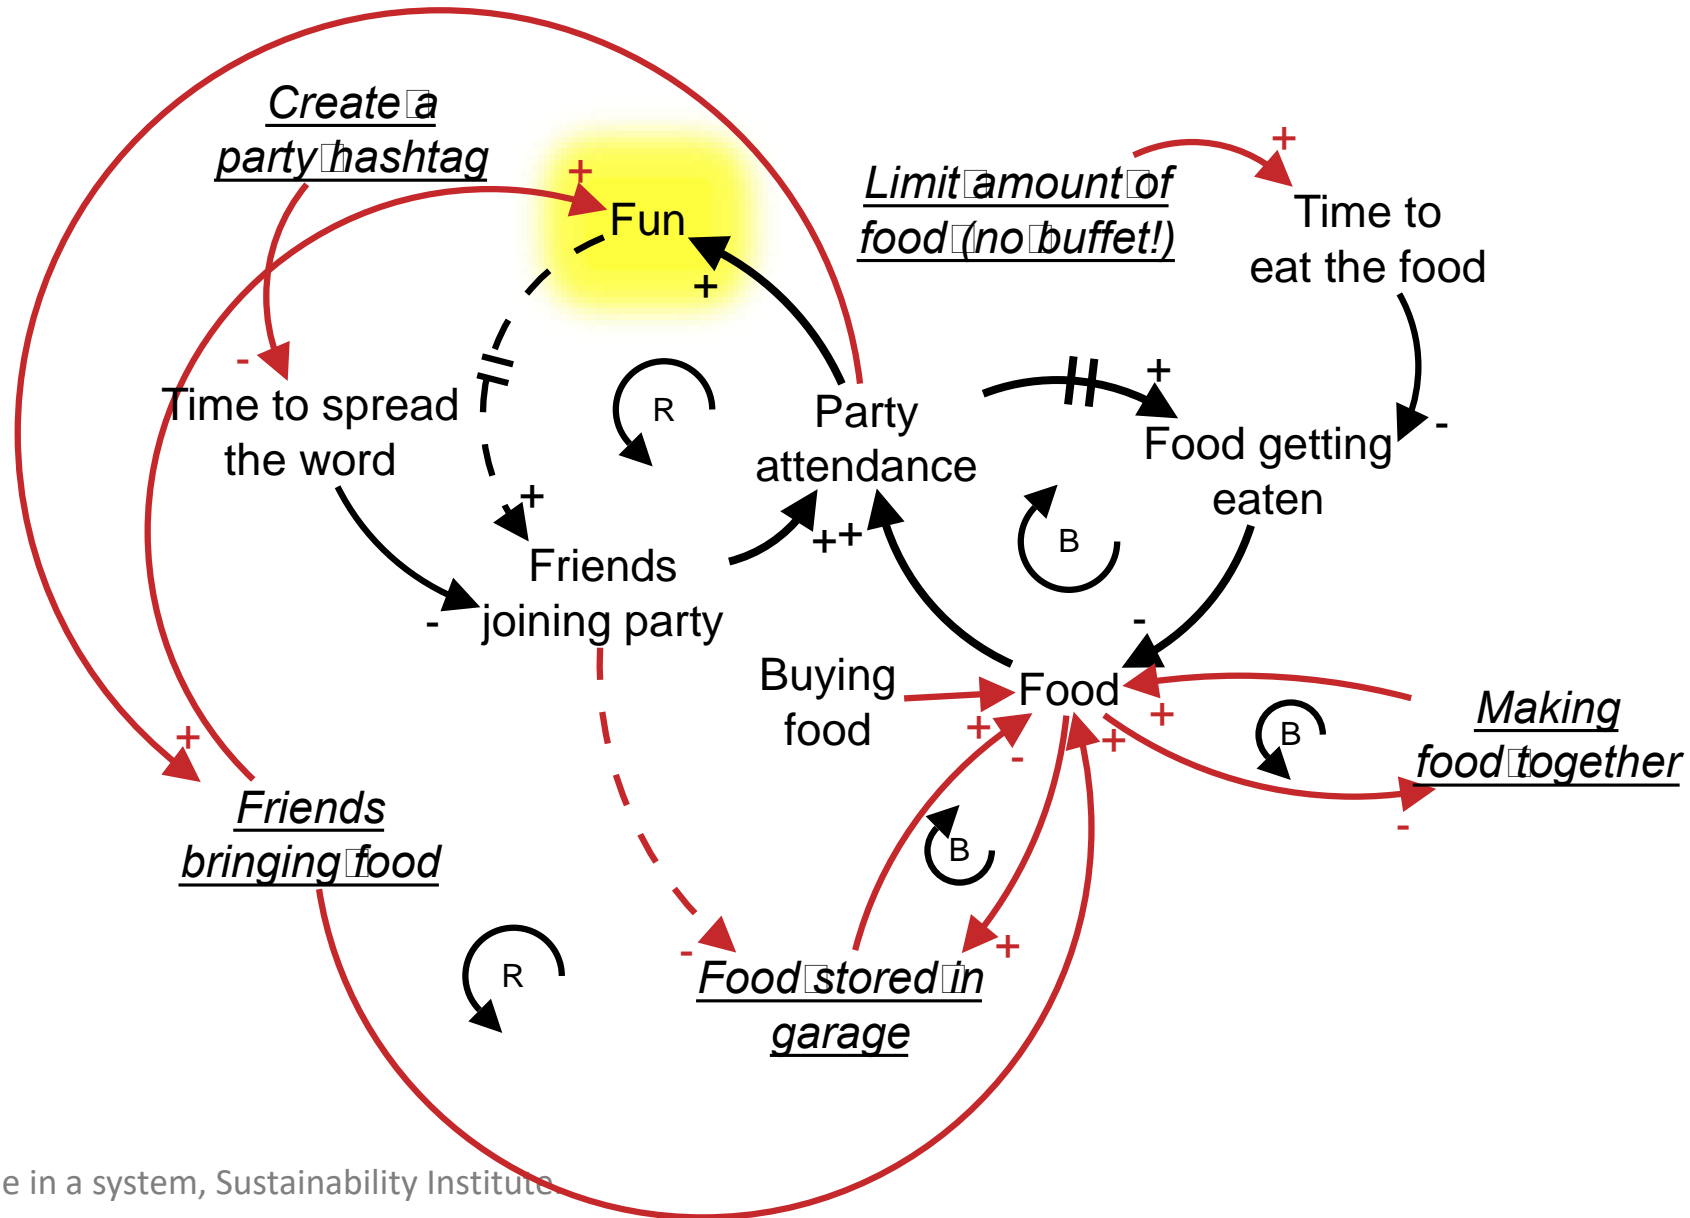 Create a
party hashtag
Fun
Limit amount of
food (no buffet!)
Time to
eat the food
Time to spread
the word
R
Party
attendance
Food getting
eaten
B
Friends
joining party
Buying
food
Food
Making
food together
B
Friends
bringing food
B
R
Food stored in
garage
+
+
+
-
+
-
+
+
+
-
-
+
+
-
+
+
-
-
+
-
+
e in a system, Sustainability Institute.